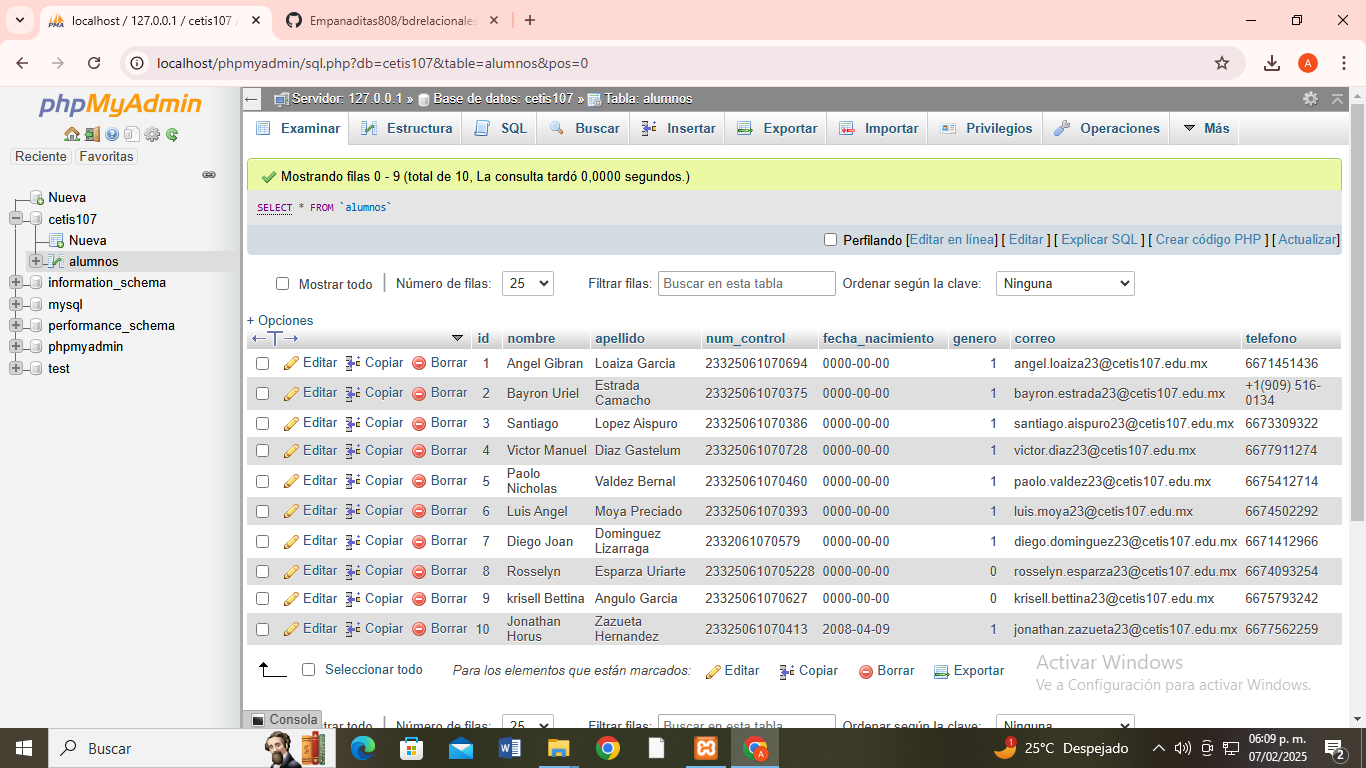 localhost / 127.0.0.1 / cetis107 /
Empanaditas808/bdrelacionales
localhost/phpmyadmin/sql.php?db=cetis107&table=alumnos&pos=0
A
phpMyAdmin
Reciente Favoritas
Nueva
cetis107
Nueva
alumnos
information_schema
mysql
performance_schema
phpmyadmin
test
Servidor: 127.0.0.1 » Base de datos: cetis107 » Tabla: alumnos
Examinar Estructura SQL Buscar Insertar Exportar Importar Privilegios Operaciones Más
Mostrando filas 0 - 9 (total de 10, La consulta tardó 0,0000 segundos.)
SELECT * FROM `alumnos`
Perfilando [Editar en línea] [ Editar ] [ Explicar SQL ] [ Crear código PHP ] [ Actualizar]
Mostrar todo | Número de filas: 25 Filtrar filas: Buscar en esta tabla Ordenar según la clave: Ninguna
+ Opciones
←T→ id nombre apellido num_control fecha_nacimiento genero correo telefono
Editar Copiar Borrar 1 Angel Gibran Loaiza Garcia 23325061070694 0000-00-00 1 angel.loaiza23@cetis107.edu.mx 6671451436
Editar Copiar Borrar 2 Bayron Uriel Estrada Camacho 23325061070375 0000-00-00 1 bayron.estrada23@cetis107.edu.mx +1(909) 516-0134
Editar Copiar Borrar 3 Santiago Lopez Aispuro 23325061070386 0000-00-00 1 santiago.aispuro23@cetis107.edu.mx 6673309322
Editar Copiar Borrar 4 Victor Manuel Diaz Gastelum 23325061070728 0000-00-00 1 victor.diaz23@cetis107.edu.mx 6677911274
Editar Copiar Borrar 5 Paolo Nicholas Valdez Bernal 23325061070460 0000-00-00 1 paolo.valdez23@cetis107.edu.mx 6675412714
Editar Copiar Borrar 6 Luis Angel Moya Preciado 23325061070393 0000-00-00 1 luis.moya23@cetis107.edu.mx 6674502292
Editar Copiar Borrar 7 Diego Joan Dominguez Lizarraga 2332061070579 0000-00-00 1 diego.dominguez23@cetis107.edu.mx 6671412966
Editar Copiar Borrar 8 Rosselyn Esparza Uriarte 233250610705228 0000-00-00 0 rosselyn.esparza23@cetis107.edu.mx 6674093254
Editar Copiar Borrar 9 krisell Bettina Angulo Garcia 23325061070627 0000-00-00 0 krisell.bettina23@cetis107.edu.mx 6675793242
Editar Copiar Borrar 10 Jonathan Horus Zazueta Hernandez 23325061070413 2008-04-09 1 jonathan.zazueta23@cetis107.edu.mx 6677562259
Seleccionar todo Para los elementos que están marcados: Editar Copiar Borrar Exportar
Activar Windows
Ve a Configuración para activar Windows.
Consola
trar todo | Número de filas: 25 Filtrar filas: Buscar en esta tabla Ordenar según la clave: Ninguna
Buscar
1 25°C Despejado
06:09 p. m.
07/02/2025
2